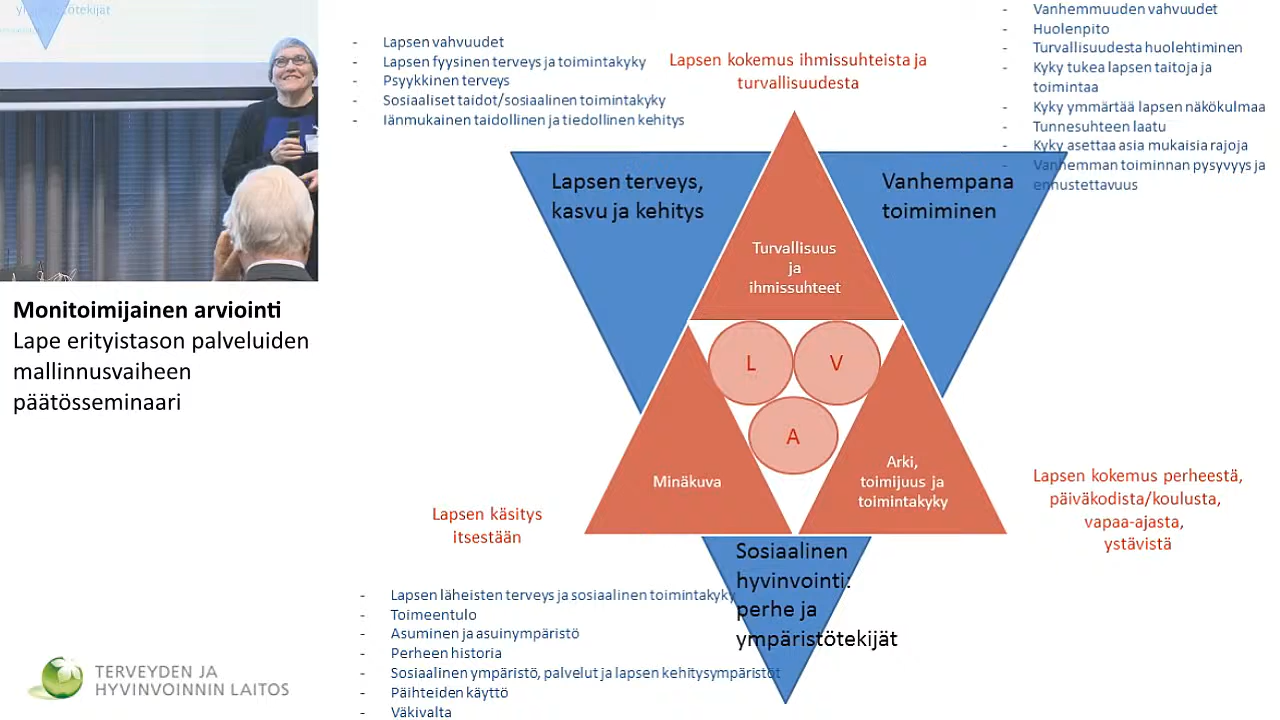 yhteisötekijät
- Lapsen vahvuudet
- Lapsen fyysinen terveys ja toimintakyky
- Psyykkinen terveys
- Sosiaaliset taidot/sosiaalinen toimintakyky
- Iänmukainen taidollinen ja tiedollinen kehitys
Lapsen kokemus ihmissuhteista ja
turvallisuudesta
- Vanhemmuuden vahvuudet
- Huolenpito
- Turvallisuudesta huolehtiminen
- Kyky tukea lapsen taitoja ja
toimintaa
- Kyky ymmärtää lapsen näkökulmaa
- Tunnesuhteen laatu
- Kyky asettaa asia mukaisia rajoja
- Vanhemman toiminnan pysyvyys ja
ennustettavuus
Lapsen terveys,
kasvu ja kehitys
Vanhempana
toimiminen
Turvallisuus
ja
ihmissuhteet
L
V
A
Minäkuva
Arki,
toimijuus ja
toimintakyky
Lapsen käsitys
itsestään
Lapsen kokemus perheestä,
päiväkodista/koulusta,
vapaa-ajasta,
ystävistä
Sosiaalinen
hyvinvointi:
perhe ja
ympäristötekijät
- Lapsen läheisten terveys ja sosiaalinen toimintakyky
- Toimeentulo
- Asuminen ja asuinympäristö
- Perheen historia
- Sosiaalinen ympäristö, palvelut ja lapsen kehitysympäristöt
- Päihteiden käyttö
- Väkivalta
Monitoimijainen arviointi
Lape erityistason palveluiden
mallinnusvaiheen
päätösseminaari
TERVEYDEN JA
HYVINVOINNIN LAITOS